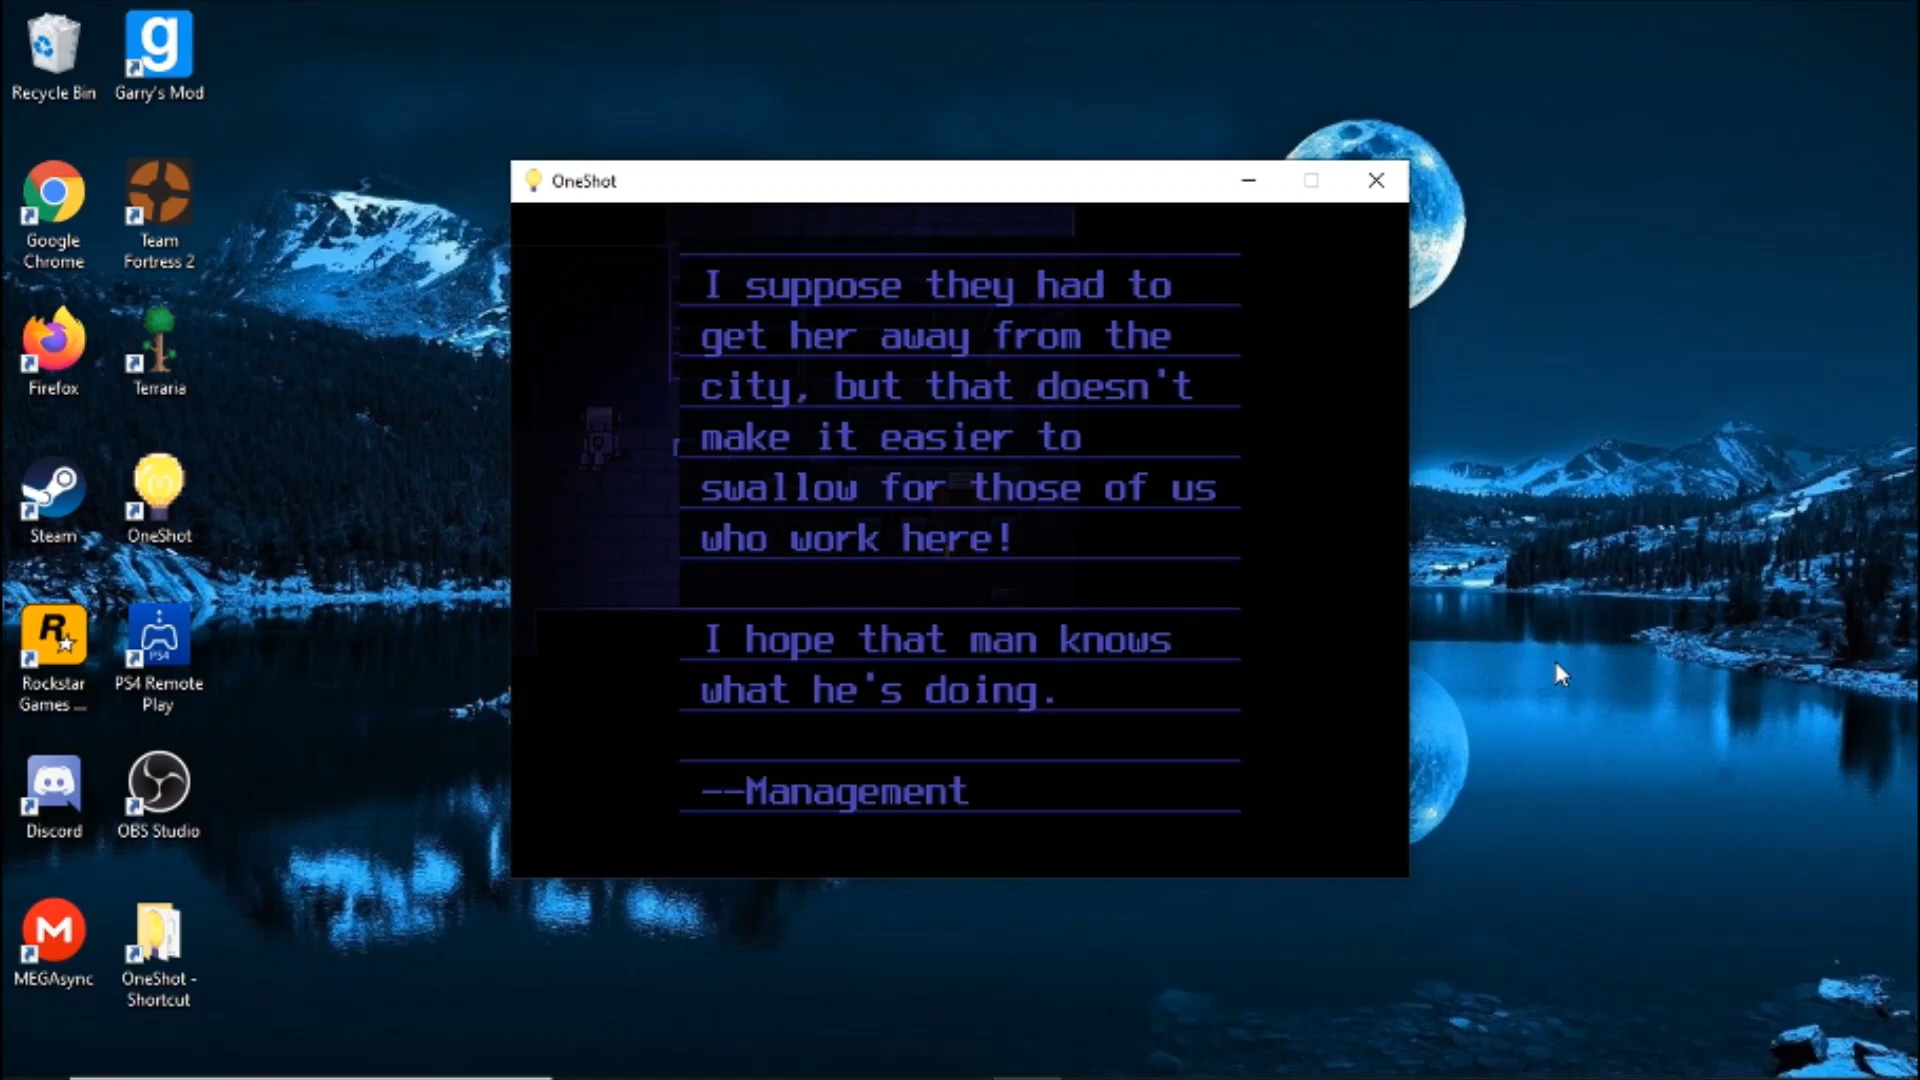 Recycle Bin
Garry's Mod
Google
Chrome
Team
Fortress 2
Firefox
Terraria
Steam
OneShot
Rockstar
Games ...
PS4 Remote
Play
PS4
Discord
OBS Studio
MEGAsync
OneShot -
Shortcut
OneShot
I suppose they had to
get her away from the
city, but that doesn't
make it easier to
swallow for those of us
who work here!
I hope that man knows
what he's doing.
--Management